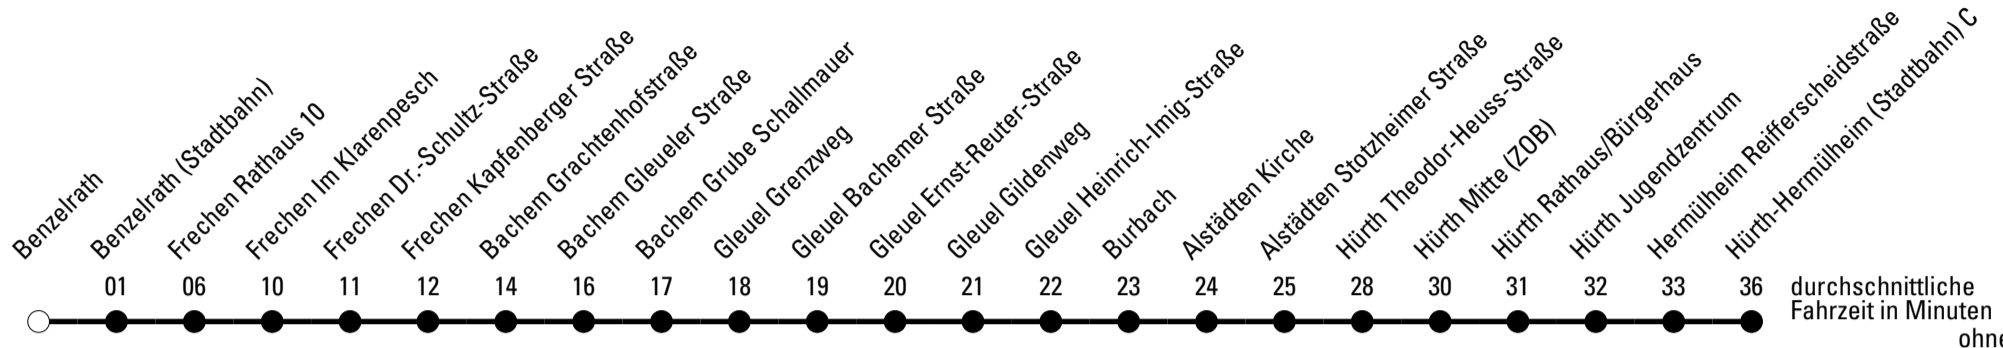 Benzelrath
Benzelrath (Stadtbahn)
Frechen Rathaus 10
Frechen Im Klarenpesch
Frechen Dr.-Schultz-Straße
Frechen Kapfenberger Straße
Bachem Grachtenhofstraße
Bachem Gleueler Straße
Bachem Grube Schallmauer
Gleuel Grenzweg
Gleuel Bachemer Straße
Gleuel Ernst-Reuter-Straße
Gleuel Gildenweg
Gleuel Heinrich-Imig-Straße
Burbach
Alstädten Kirche
Alstädten Stotzheimer Straße
Hürth Theodor-Heuss-Straße
Hürth Mitte (ZOB)
Hürth Rathaus/Bürgerhaus
Hürth Jugendzentrum
Hermülheim Reifferscheidstraße
Hürth-Hermülheim (Stadtbahn) C
01 06 10 11 12 14 16 17 18 19 20 21 22 23 24 25 28 30 31 32 33 36 durchschnittliche
Fahrzeit in Minuten
ohne